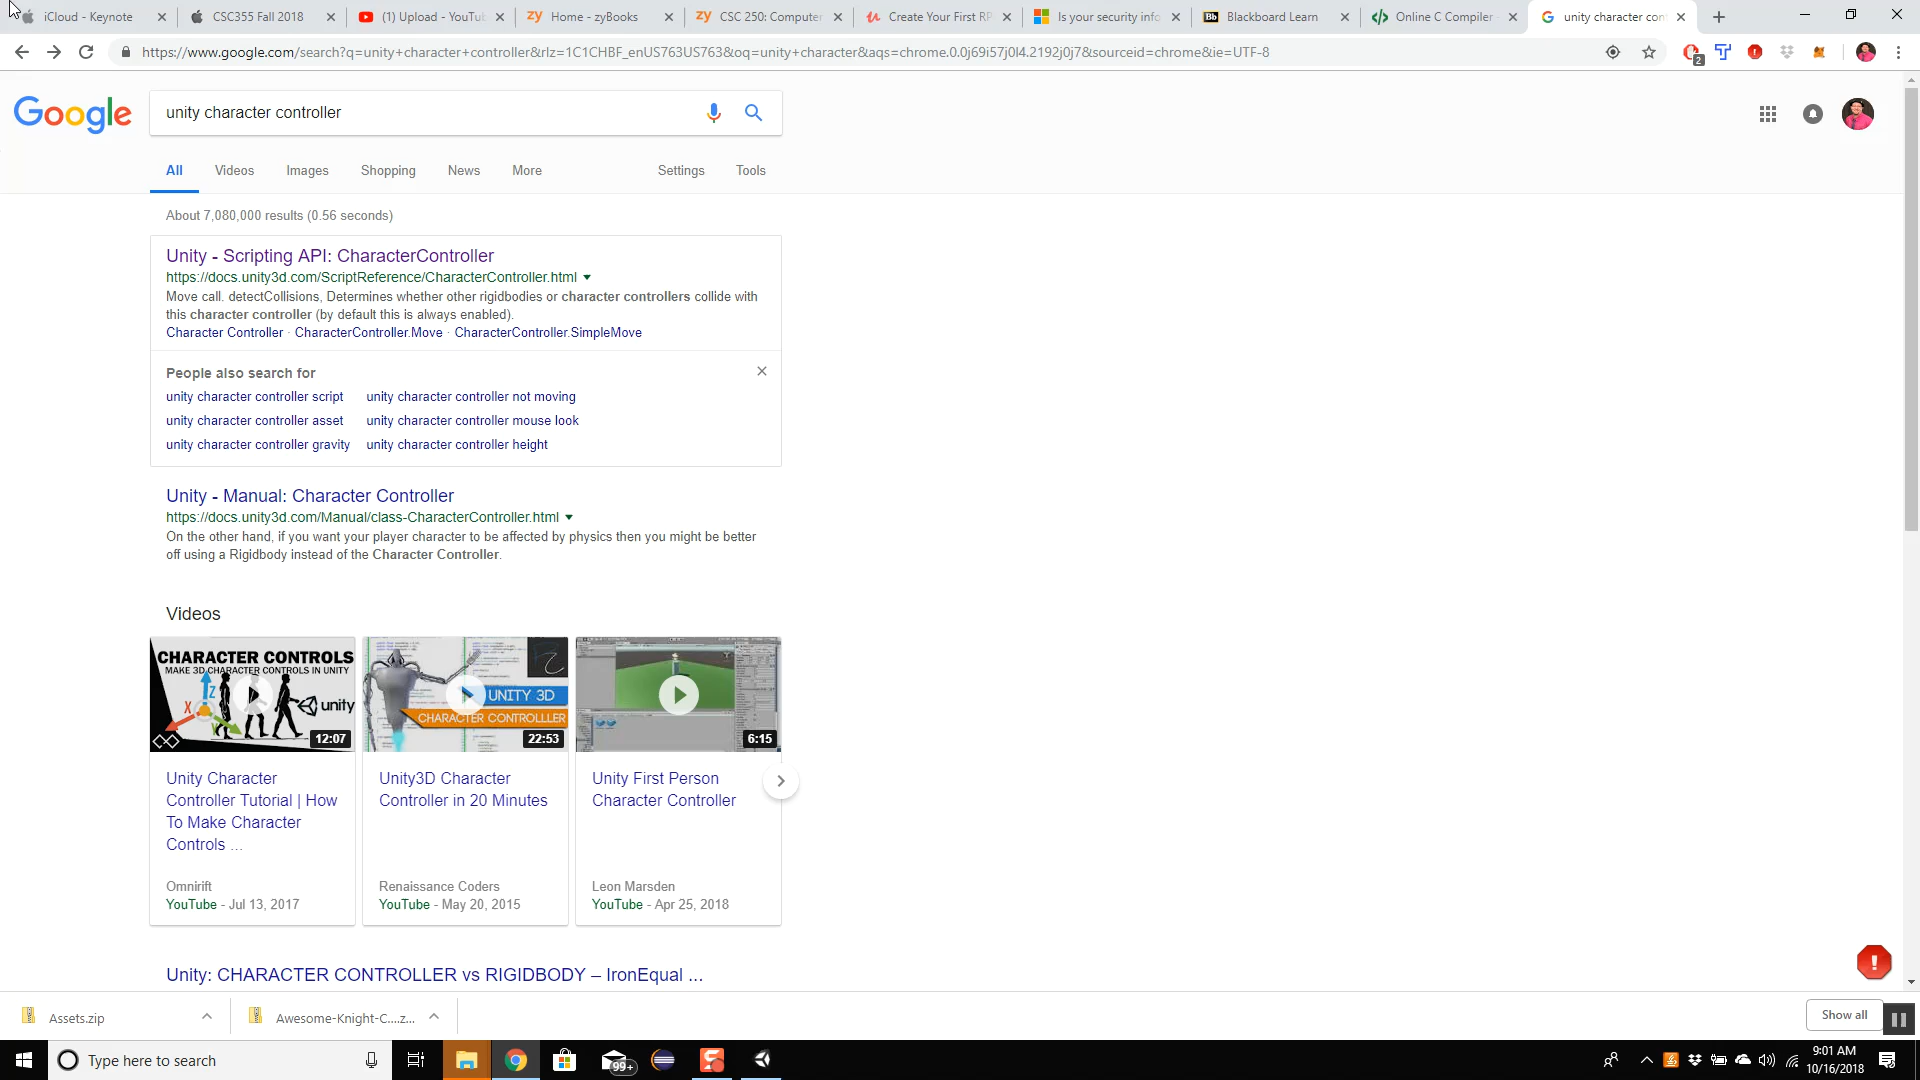 iCloud - Keynote
CSC355 Fall 2018
(1) Upload - YouTu
zy Home - zyBooks
zy CSC 250: Computer
Create Your First RP
Is your security info
Bb Blackboard Learn
Online C Compiler -
G unity character con
https://www.google.com/search?q=unity+character+controller&rlz=1C1CHBF_enUS763US763&oq=unity+character&aqs=chrome.0.0j69i57j0l4.2192j0j7&sourceid=chrome&ie=UTF-8
2
Google
unity character controller
All
Videos
Images
Shopping
News
More
Settings
Tools
About 7,080,000 results (0.56 seconds)
Unity - Scripting API: CharacterController
https://docs.unity3d.com/ScriptReference/CharacterController.html
Move call. detectCollisions, Determines whether other rigidbodies or character controllers collide with
this character controller (by default this is always enabled).
Character Controller · CharacterController.Move · CharacterController.SimpleMove
People also search for
unity character controller script
unity character controller not moving
unity character controller asset
unity character controller mouse look
unity character controller gravity
unity character controller height
Unity - Manual: Character Controller
https://docs.unity3d.com/Manual/class-CharacterController.html
On the other hand, if you want your player character to be affected by physics then you might be better
off using a Rigidbody instead of the Character Controller.
Videos
CHARACTER CONTROLS
MAKE 3D CHARACTER CONTROLS IN UNITY
Z
X
unity
12:07
UNITY 3D
CHARACTER CONTROLLLER
22:53
6:15
Unity Character
Controller Tutorial | How
To Make Character
Controls ...
Omnirift
YouTube - Jul 13, 2017
Unity3D Character
Controller in 20 Minutes
Renaissance Coders
YouTube - May 20, 2015
Unity First Person
Character Controller
Leon Marsden
YouTube - Apr 25, 2018
Unity: CHARACTER CONTROLLER vs RIGIDBODY – IronEqual ...
Assets.zip
Awesome-Knight-C....z...
Show all
Type here to search
99+
9:01 AM
10/16/2018